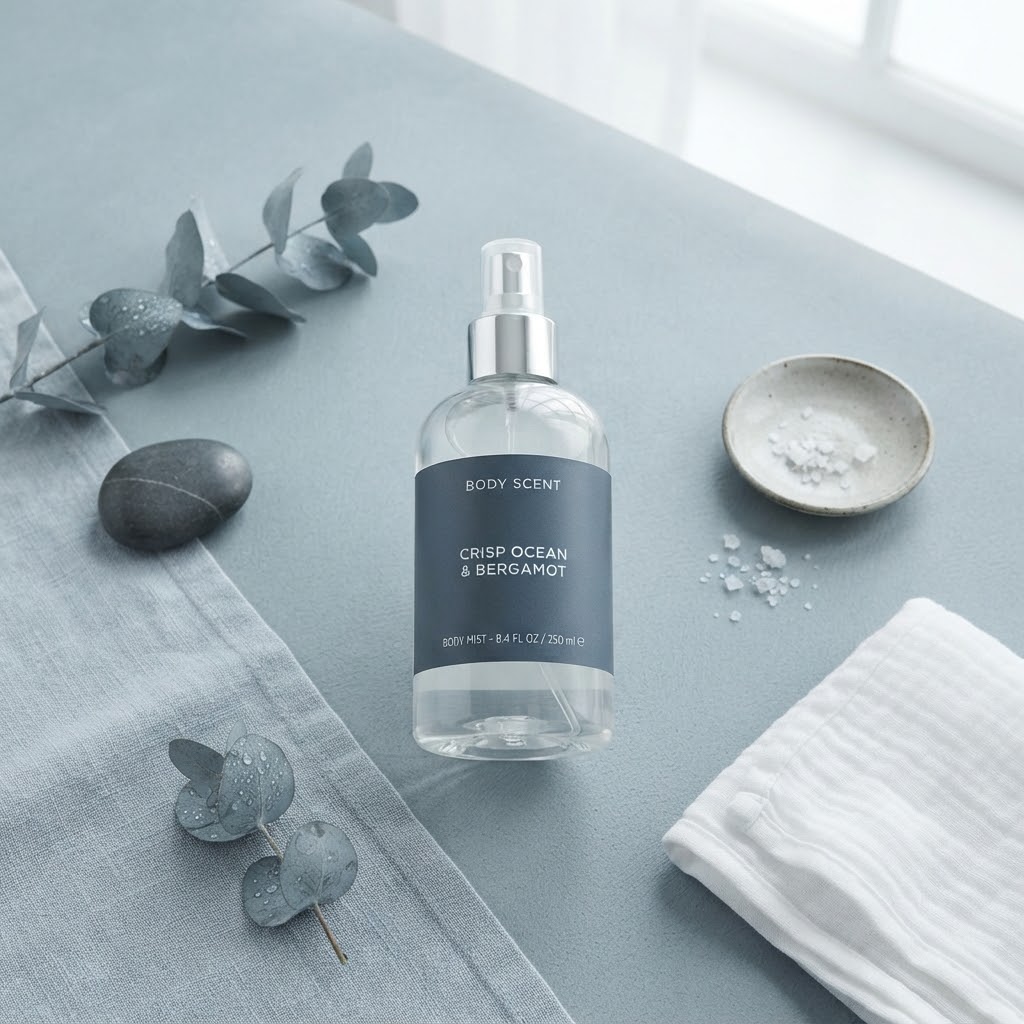 BODY SCENT
CRISP OCEAN
& BERGAMOT
BODY MIST - 8.4 FL OZ / 250 ml ℮